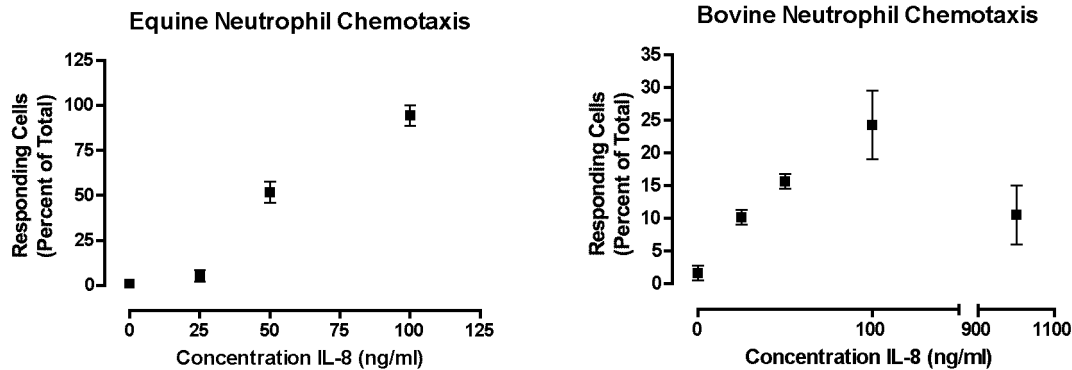 Equine Neutrophil Chemotaxis
Responding Cells
(Percent of Total)
125
100
75
50
25
0
0 25 50 75 100 125
Concentration IL-8 (ng/ml)
Bovine Neutrophil Chemotaxis
Responding Cells
(Percent of Total)
35
30
25
20
15
10
5
0
0 100 900 1100
Concentration IL-8 (ng/ml)